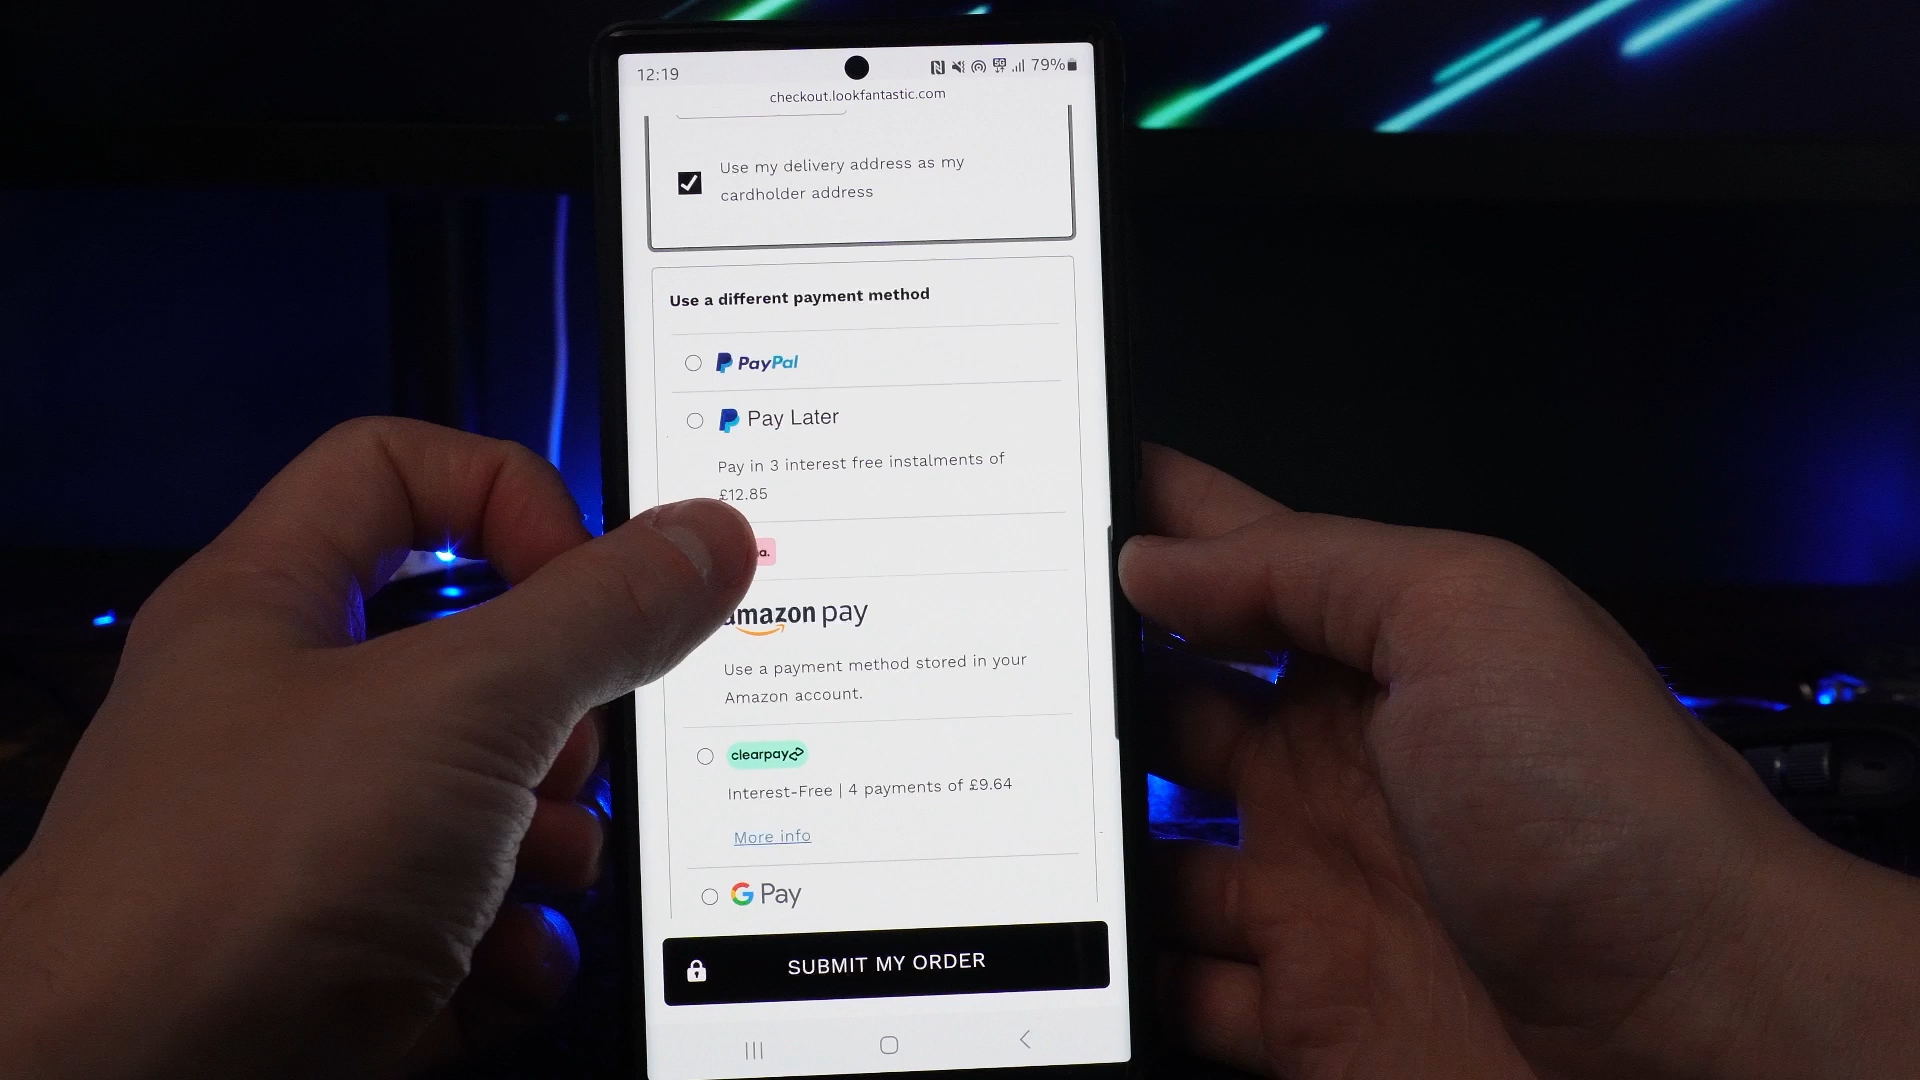 12:19
5G
79%
checkout.lookfantastic.com
Use my delivery address as my
cardholder address
Use a different payment method
PayPal
Pay Later
Pay in 3 interest free instalments of
£12.85
a.
amazon pay
Use a payment method stored in your
Amazon account.
clearpay
Interest-Free | 4 payments of £9.64
More info
G Pay
SUBMIT MY ORDER